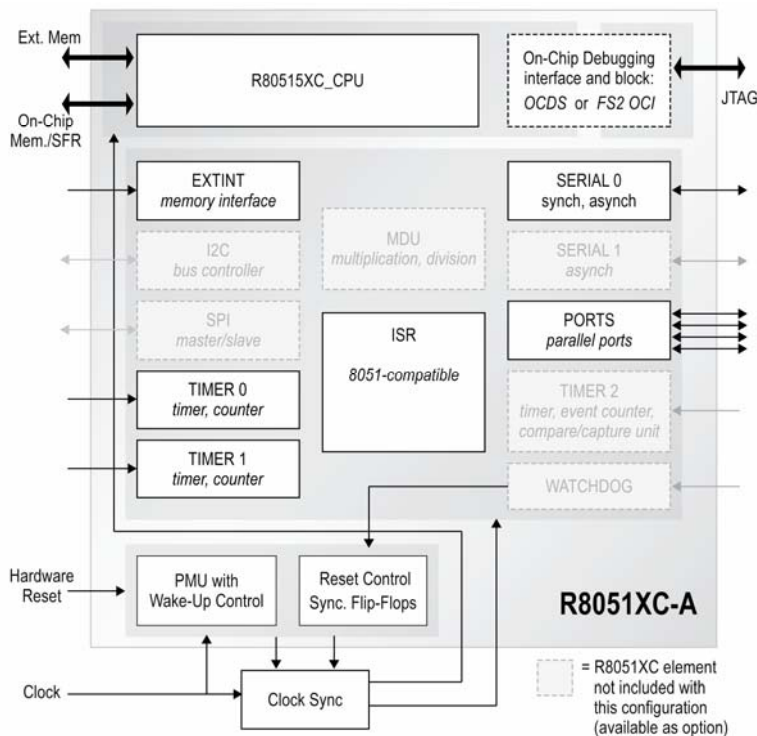 Ext. Mem
On-Chip
Mem./SFR
R80515XC_CPU
On-Chip Debugging
interface and block:
OCDS or FS2 OCI
JTAG
EXTINT
memory interface
I2C
bus controller
SPI
master/slave
TIMER 0
timer, counter
TIMER 1
timer, counter
MDU
multiplication, division
ISR
8051-compatible
SERIAL 0
synch, asynch
SERIAL 1
asynch
PORTS
parallel ports
TIMER 2
timer, event counter,
compare/capture unit
WATCHDOG
Hardware
Reset
PMU with
Wake-Up Control
Reset Control
Sync. Flip-Flops
R8051XC-A
Clock
Clock Sync
= R8051XC element
not included with
this configuration
(available as option)